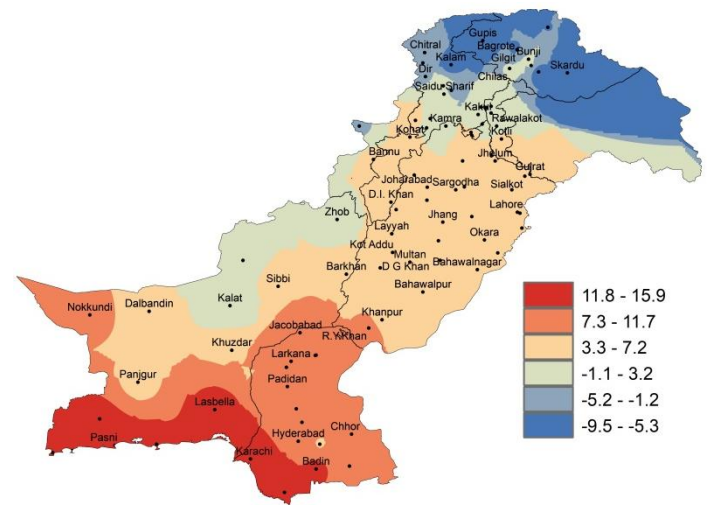 Gupis
Chitral
Bagrote
Bunji
Kalam
Gilgit
Skardu
Dir
Chilas
Saidu Sharif
Kakul
Kamra
Rawalakot
Kohat
Kotli
Bannu
Jhelum
Gujrat
Joharabad
Sargodha
Sialkot
D.I. Khan
Lahore
Zhob
Jhang
Layyah
Okara
Kot Addu
Multan
Bahawalnagar
Barkhan
D G Khan
Sibbi
Bahawalpur
Nokkundi
Dalbandin
Kalat
Khanpur
Jacobabad
R.Y.Khan
Khuzdar
Larkana
Panjgur
Padidan
Lasbella
Pasni
Hyderabad
Chhor
Karachi
Badin
11.8 - 15.9
7.3 - 11.7
3.3 - 7.2
-1.1 - 3.2
-5.2 - -1.2
-9.5 - -5.3